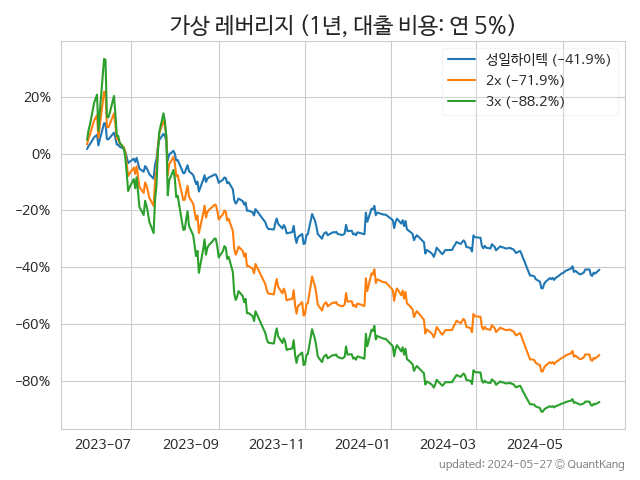 가상 레버리지 (1년, 대출 비용: 연 5%)
성일하이텍 (−41.9%)
2x (−71.9%)
3x (−88.2%)
20%
0%
−20%
−40%
−60%
−80%
2023-07 2023-09 2023-11 2024-01 2024-03 2024-05
updated: 2024-05-27 © QuantKang